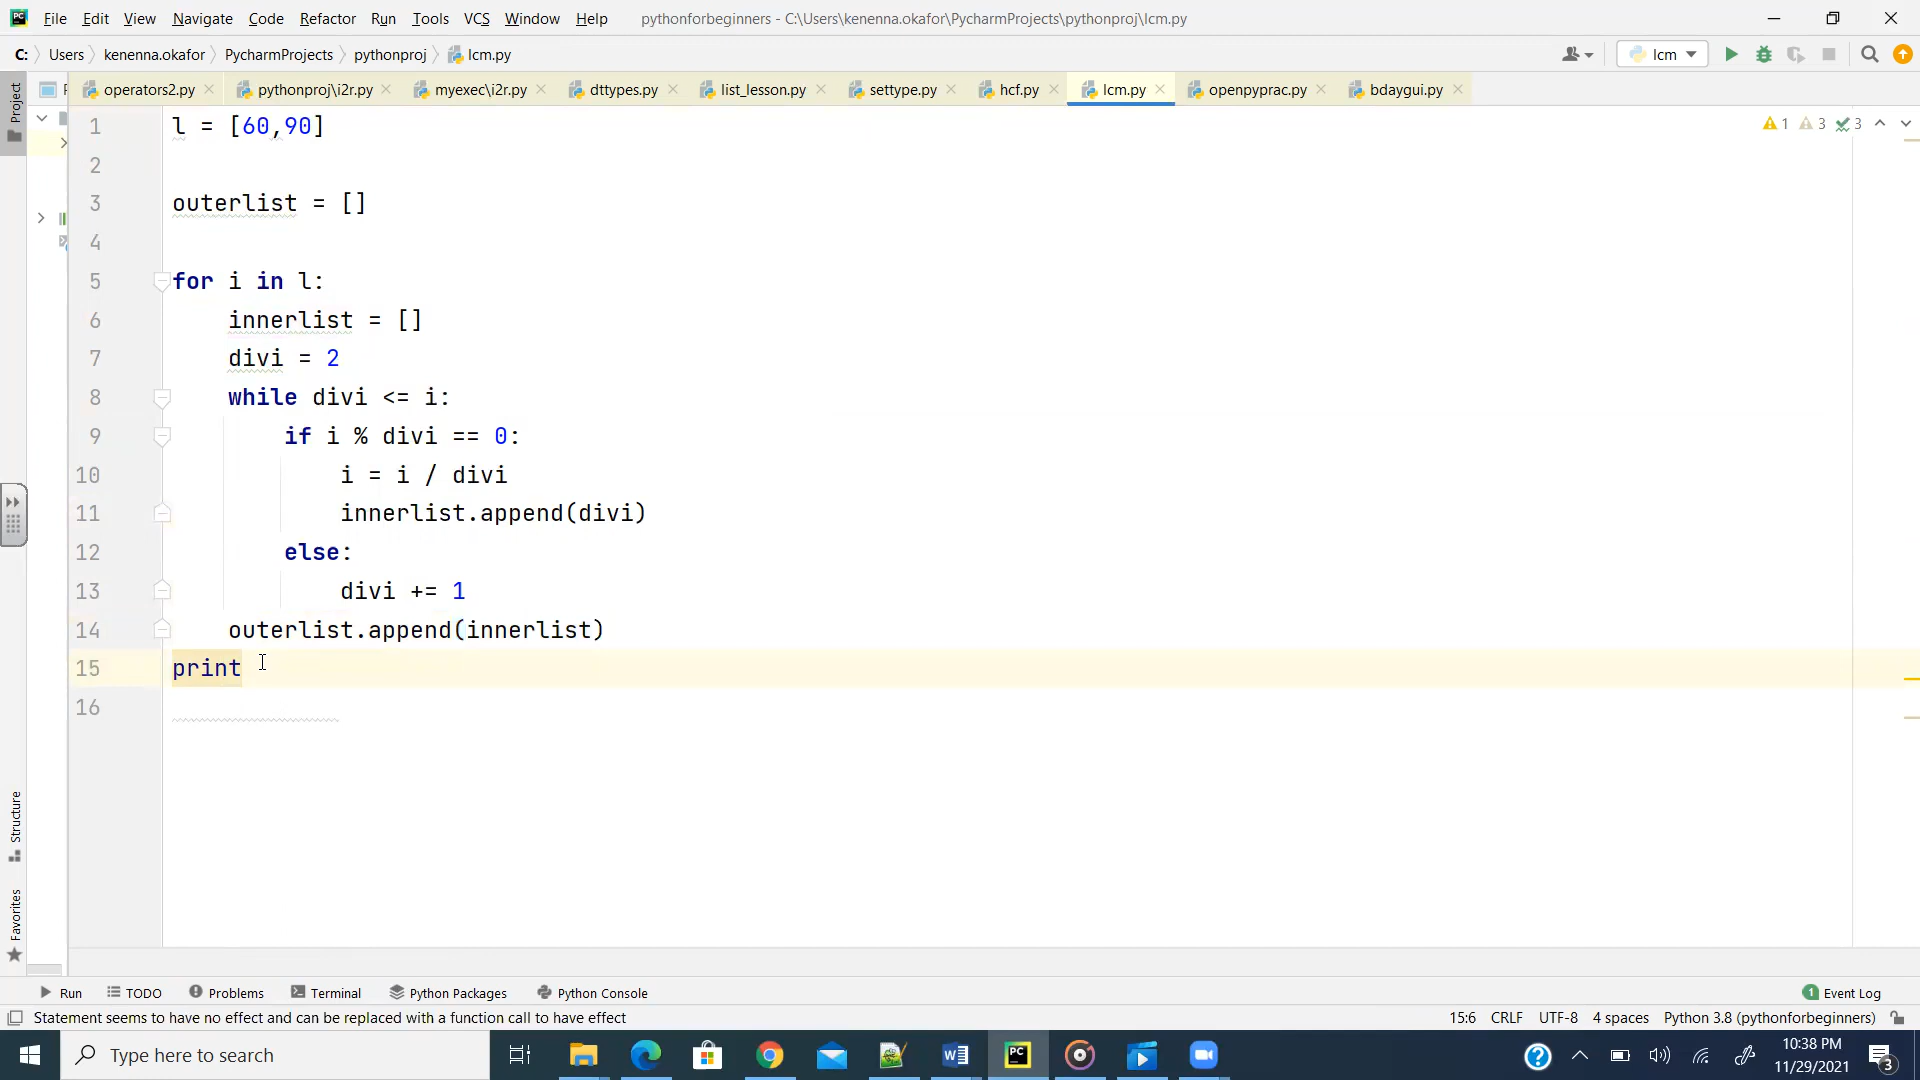 File Edit View Navigate Code Refactor Run Tools VCS Window Help pythonforbeginners - C:\Users\kenenna.okafor\PycharmProjects\pythonproj\lcm.py
C: Users kenenna.okafor PycharmProjects pythonproj lcm.py lcm
operators2.py pythonproj\i2r.py myexec\i2r.py dttypes.py list_lesson.py settype.py hcf.py lcm.py openpyprac.py bdaygui.py
Project
1 l = [60,90]
1 3 3
2
3 outerlist = []
4
5 for i in l:
6 innerlist = []
7 divi = 2
8 while divi <= i:
9 if i % divi == 0:
10 i = i / divi
11 innerlist.append(divi)
12 else:
13 divi += 1
14 outerlist.append(innerlist)
15 print
16
Structure
Favorites
Run TODO Problems Terminal Python Packages Python Console 1 Event Log
Statement seems to have no effect and can be replaced with a function call to have effect 15:6 CRLF UTF-8 4 spaces Python 3.8 (pythonforbeginners)
Type here to search
10:38 PM
11/29/2021
3